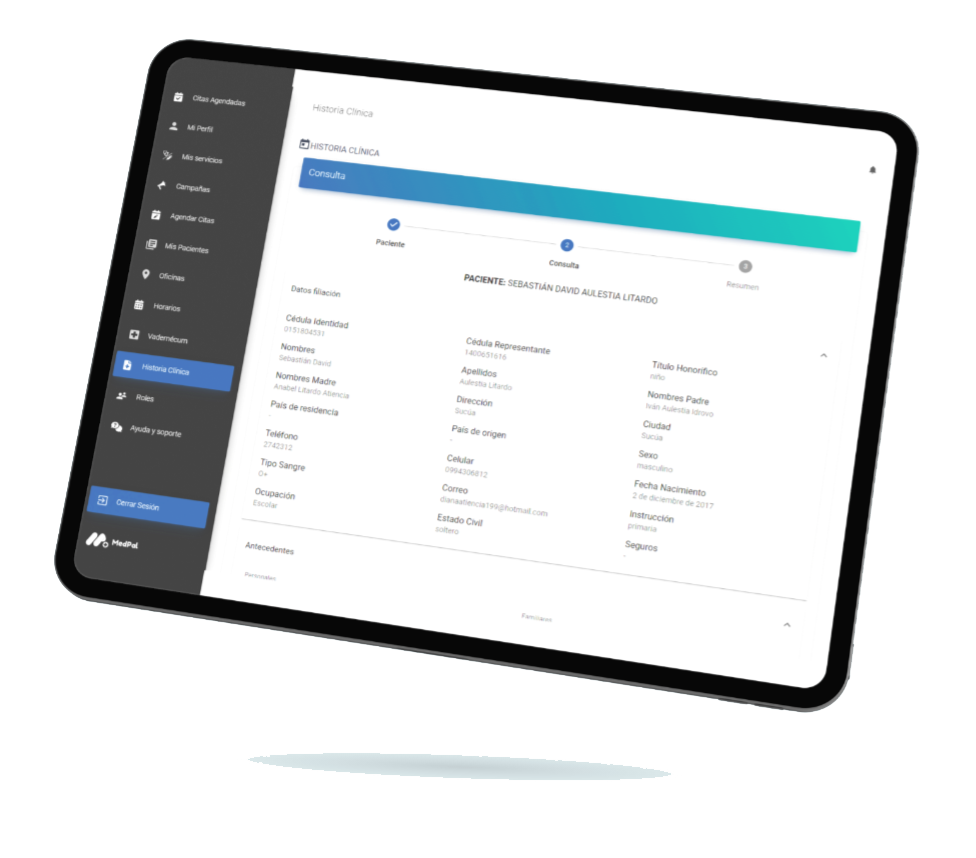 Citas Agendadas
Mi Perfil
Mis servicios
Campañas
Agendar Citas
Mis Pacientes
Oficinas
Horarios
Vademécum
Historia Clínica
Roles
Ayuda y soporte
Cerrar Sesión
MedPal
Historia Clínica
HISTORIA CLÍNICA
Consulta
Paciente
2
Consulta
3
Resumen
PACIENTE: SEBASTIÁN DAVID AULESTIA LITARDO
Datos filiación
Cédula Identidad
0151804531
Cédula Representante
1400651616
Título Honorífico
niño
Nombres
Sebastián David
Apellidos
Aulestia Litardo
Nombres Padre
Iván Aulestia Idrovo
Nombres Madre
Anabel Litardo Atiencia
Dirección
Sucúa
Ciudad
Sucúa
País de residencia
-
País de origen
-
Sexo
masculino
Teléfono
2742312
Celular
0994306812
Fecha Nacimiento
2 de diciembre de 2017
Tipo Sangre
O+
Correo
dianaatiencia199@hotmail.com
Instrucción
primaria
Ocupación
Escolar
Estado Civil
soltero
Seguros
-
Antecedentes
Personales
Familiares